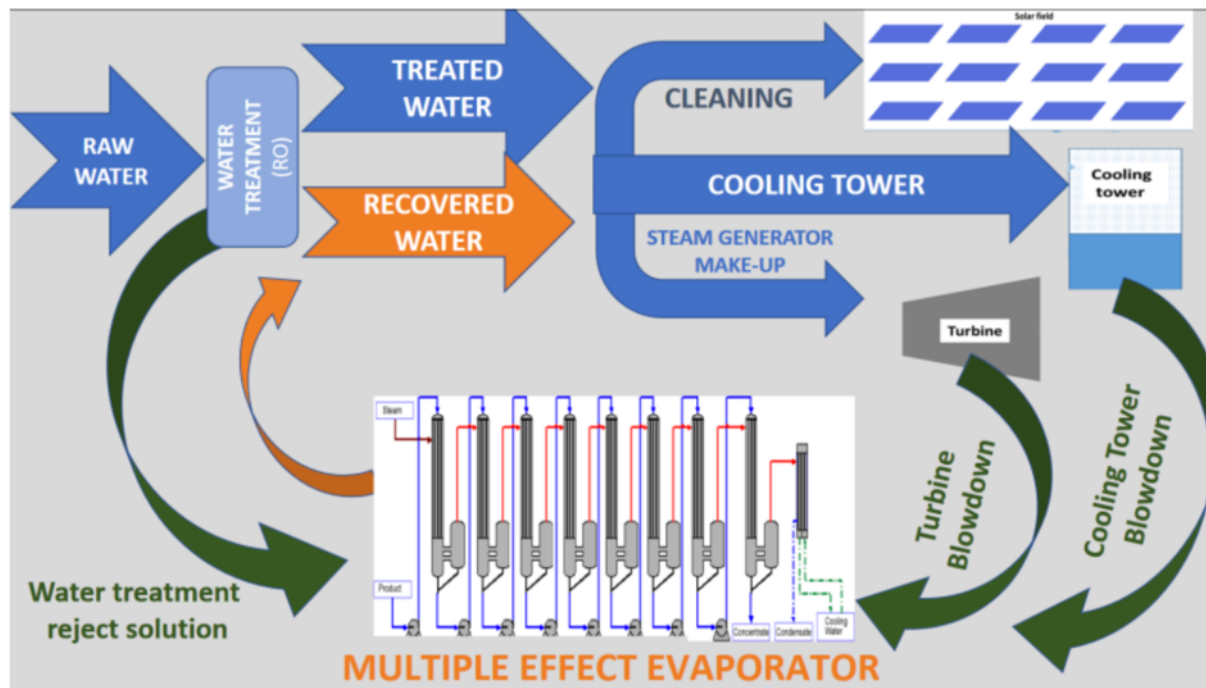 RAW
WATER
WATER
TREATMENT
(RO)
TREATED
WATER
RECOVERED
WATER
CLEANING
Solar field
COOLING TOWER
Cooling
tower
STEAM GENERATOR
MAKE-UP
Turbine
Turbine
Blowdown
Cooling Tower
Blowdown
Water treatment
reject solution
Steam
Product
Concentrate
Condensate
Cooling
Water
MULTIPLE EFFECT EVAPORATOR